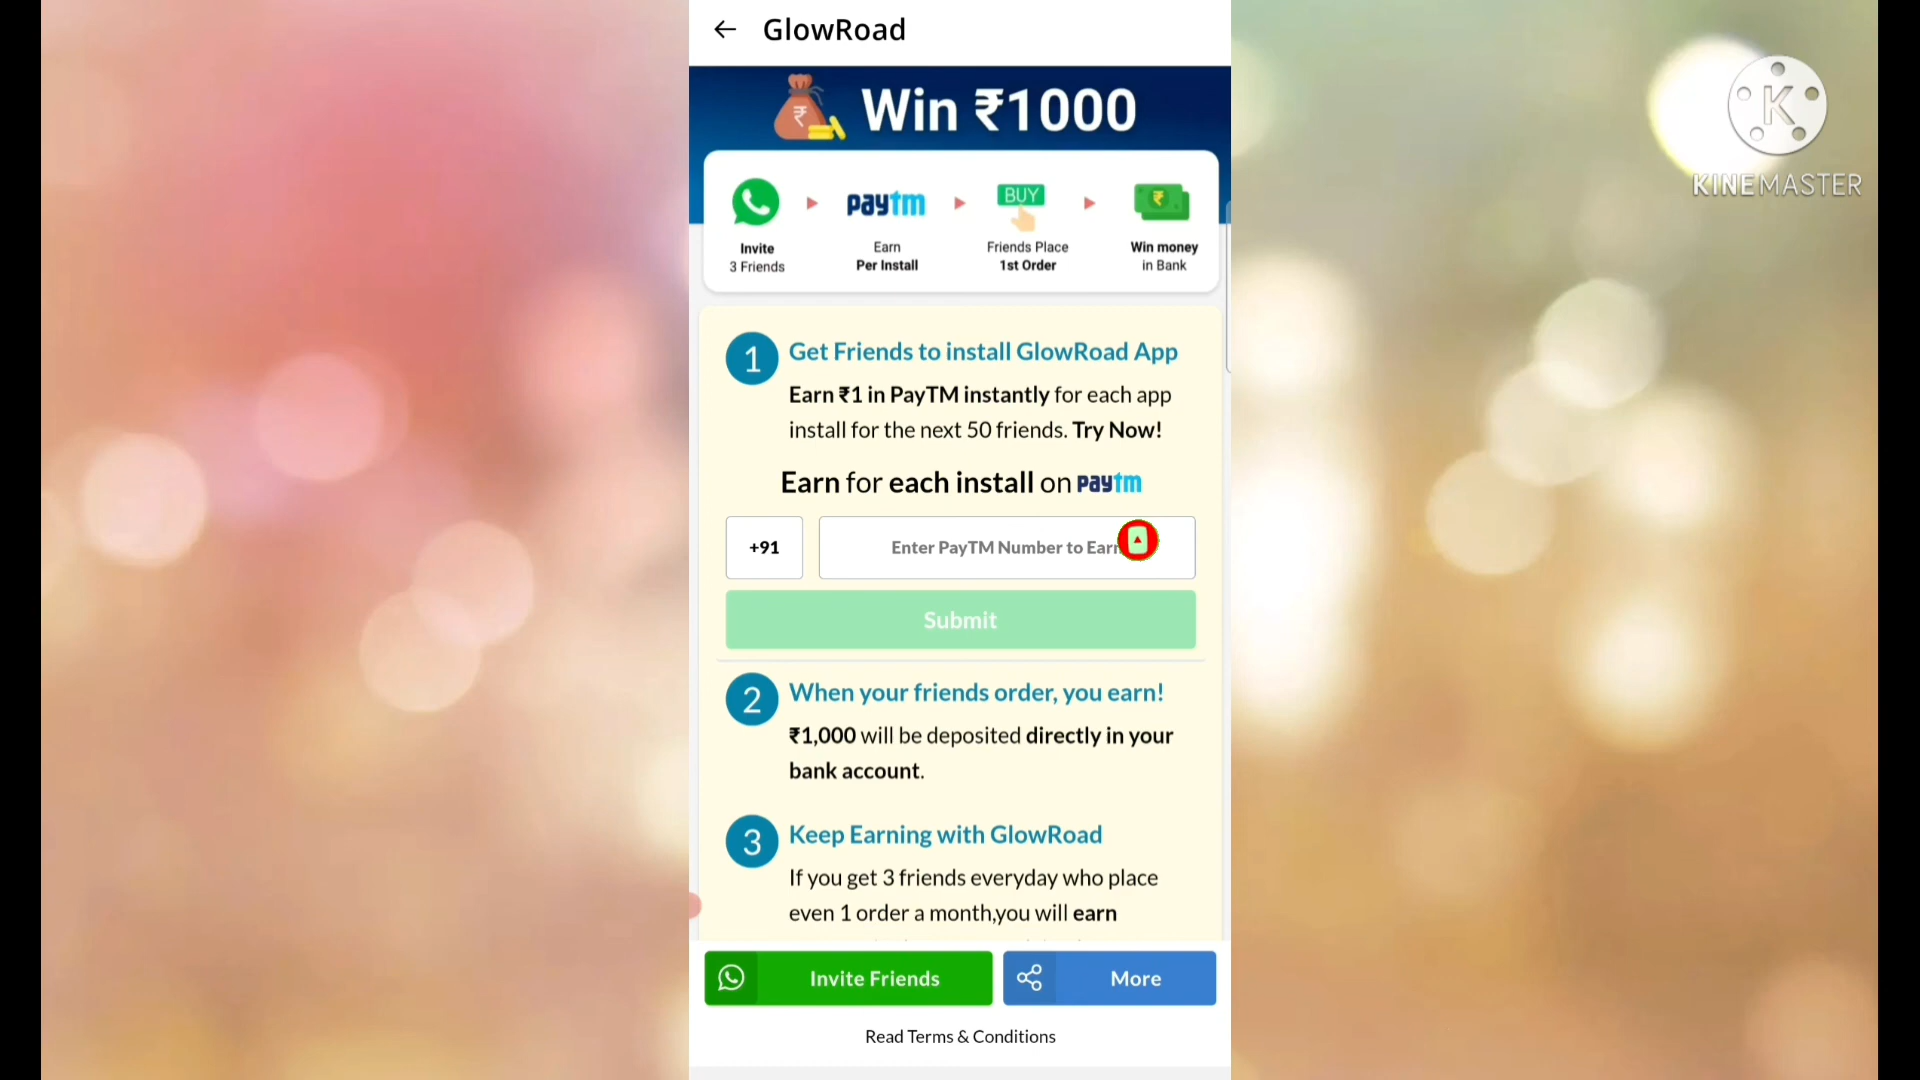 GlowRoad
Win ₹1000
KINEMASTER
paytm
BUY
Invite
3 Friends
Earn
Per Install
Friends Place
1st Order
Win money
in Bank
1
Get Friends to install GlowRoad App
Earn ₹1 in PayTM instantly for each app
install for the next 50 friends. Try Now!
Earn for each install on paytm
+91
Enter PayTM Number to Earn
Submit
2
When your friends order, you earn!
₹1,000 will be deposited directly in your
bank account.
3
Keep Earning with GlowRoad
If you get 3 friends everyday who place
even 1 order a month,you will earn
Invite Friends
More
Read Terms & Conditions